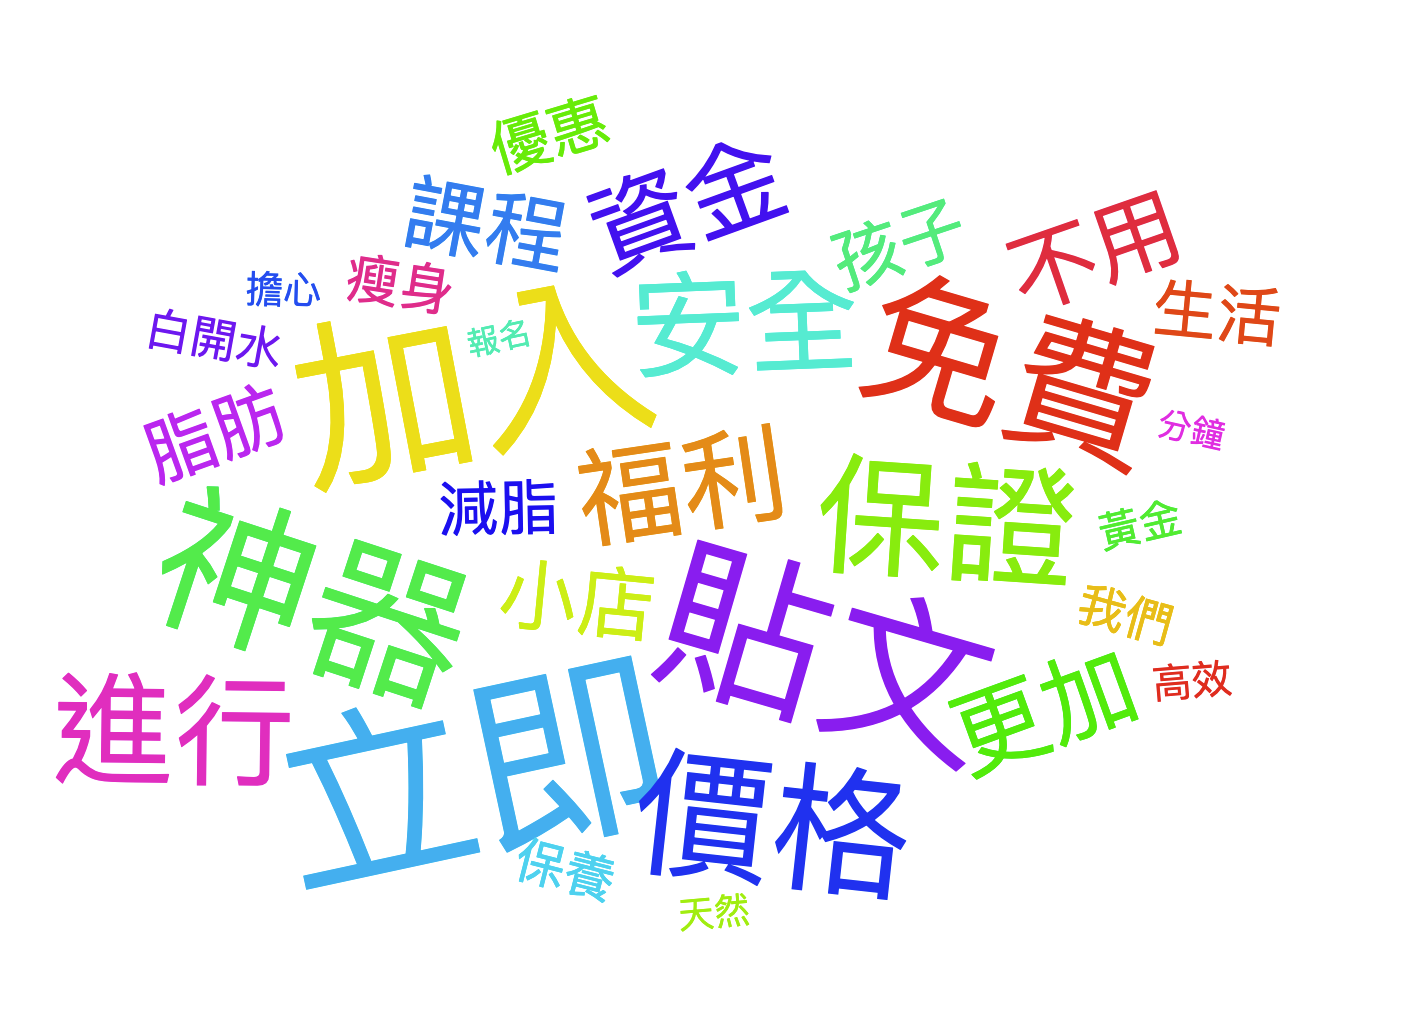 優惠
課程
資金
孩子
不用
擔心
瘦身
白開水
加入
報名
安全
免費
生活
脂肪
減脂
福利
保證
分鐘
黃金
神器
小店
貼文
我們
進行
立即
價格
更加
高效
保養
天然